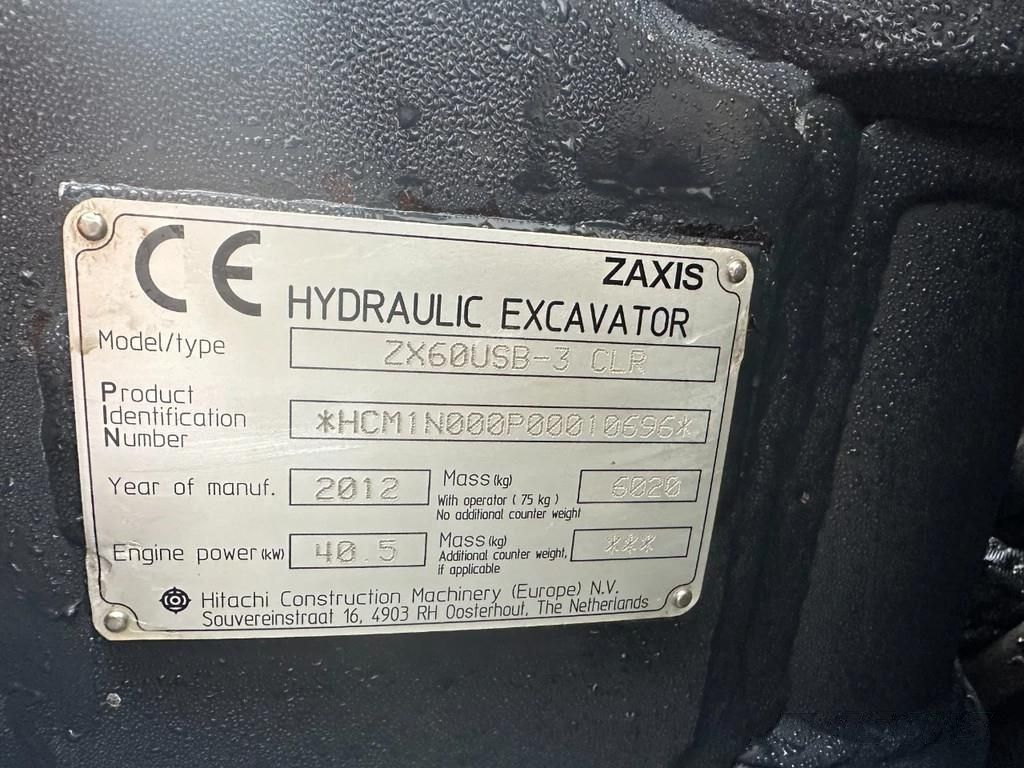 CE
ZAXIS
HYDRAULIC EXCAVATOR
Model/type ZX60USB-3 CLR
Product
Identification
Number
*HCM1N000P00010696*
Year of manuf. 2012
Mass (kg)
With operator ( 75 kg )
No additional counter weight
6020
Engine power (kW) 40.5
Mass (kg)
Additional counter weight,
if applicable
***
Hitachi Construction Machinery (Europe) N.V.
Souvereinstraat 16, 4903 RH Oosterhout, The Netherlands